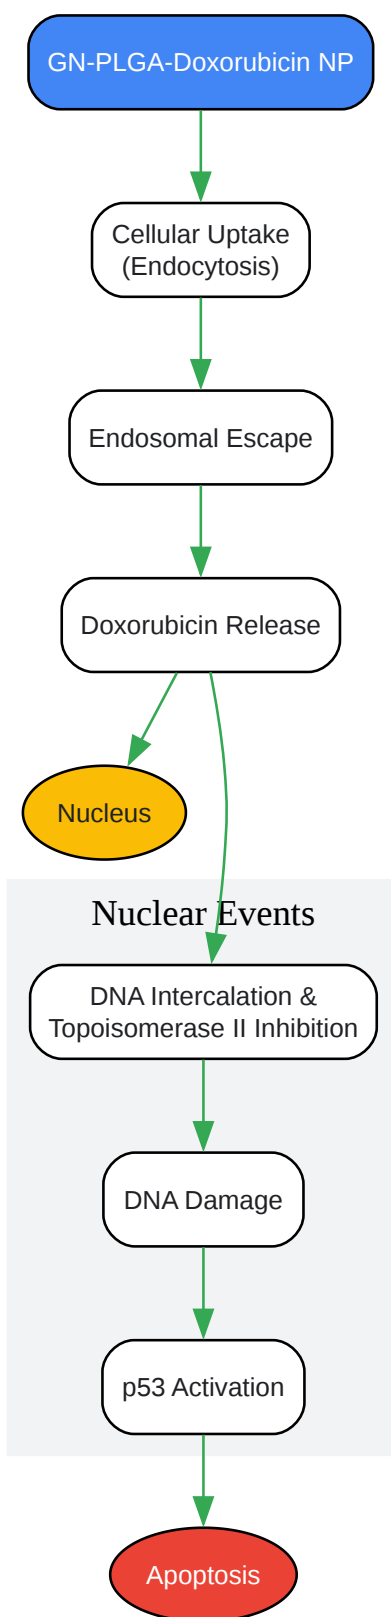 GN-PLGA-Doxorubicin NP
Cellular Uptake
(Endocytosis)
Endosomal Escape
Doxorubicin Release
Nucleus
Nuclear Events
DNA Intercalation &
Topoisomerase II Inhibition
DNA Damage
p53 Activation
Apoptosis